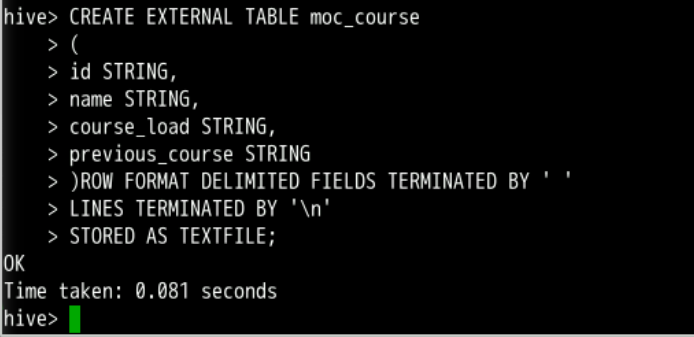 hive> CREATE EXTERNAL TABLE moc_course
    > (
    > id STRING,
    > name STRING,
    > course_load STRING,
    > previous_course STRING
    > )ROW FORMAT DELIMITED FIELDS TERMINATED BY ' '
    > LINES TERMINATED BY '\n'
    > STORED AS TEXTFILE;
OK
Time taken: 0.081 seconds
hive>